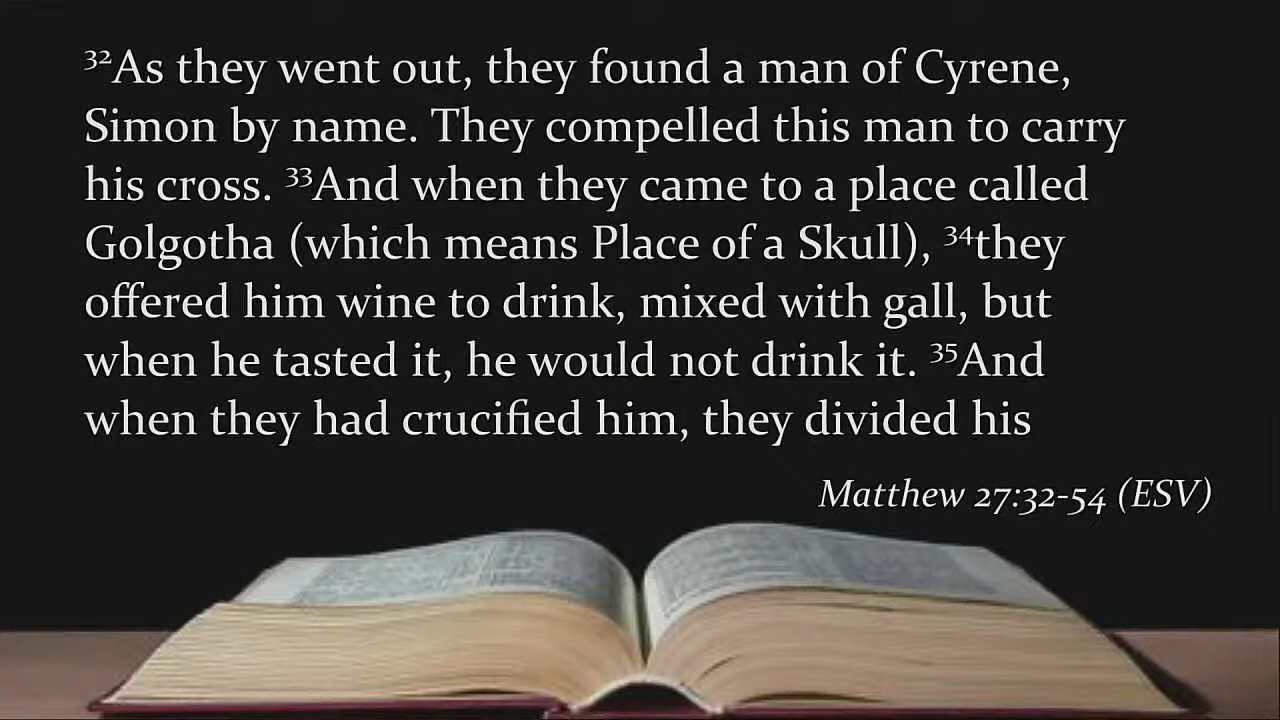 ³²As they went out, they found a man of Cyrene,
Simon by name. They compelled this man to carry
his cross. ³³And when they came to a place called
Golgotha (which means Place of a Skull), ³⁴they
offered him wine to drink, mixed with gall, but
when he tasted it, he would not drink it. ³⁵And
when they had crucified him, they divided his
Matthew 27:32-54 (ESV)